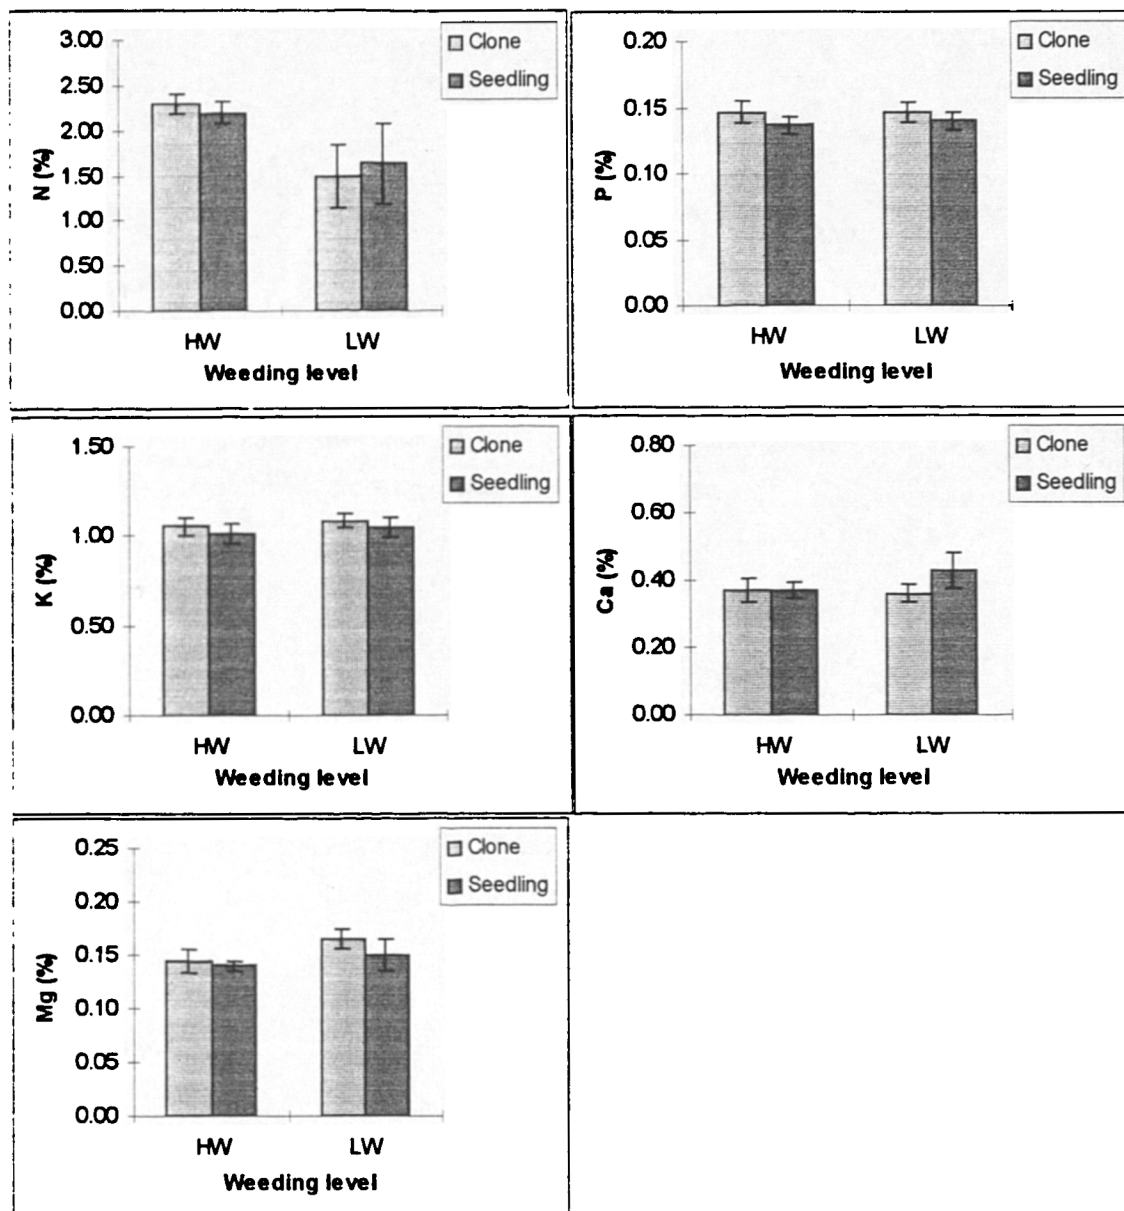 3.00
2.50
2.00
1.50
1.00
0.50
0.00
N (%)
HW LW
Weeding level
Clone
Seedling
0.20
0.15
0.10
0.05
0.00
P (%)
HW LW
Weeding level
Clone
Seedling
1.50
1.00
0.50
0.00
K (%)
HW LW
Weeding level
Clone
Seedling
0.80
0.60
0.40
0.20
0.00
Ca (%)
HW LW
Weeding level
Clone
Seedling
0.25
0.20
0.15
0.10
0.05
0.00
Mg (%)
HW LW
Weeding level
Clone
Seedling